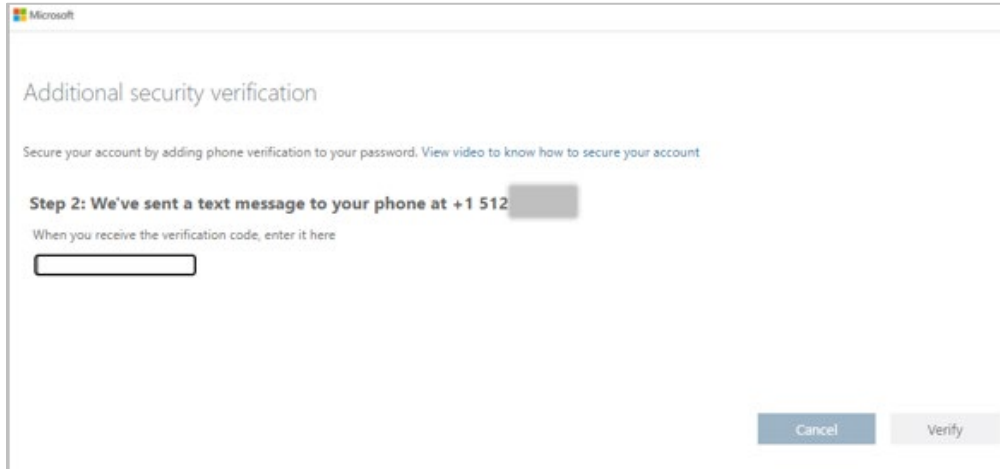 Microsoft
Additional security verification
Secure your account by adding phone verification to your password. View video to know how to secure your account
Step 2: We've sent a text message to your phone at +1 512
When you receive the verification code, enter it here
Cancel Verify